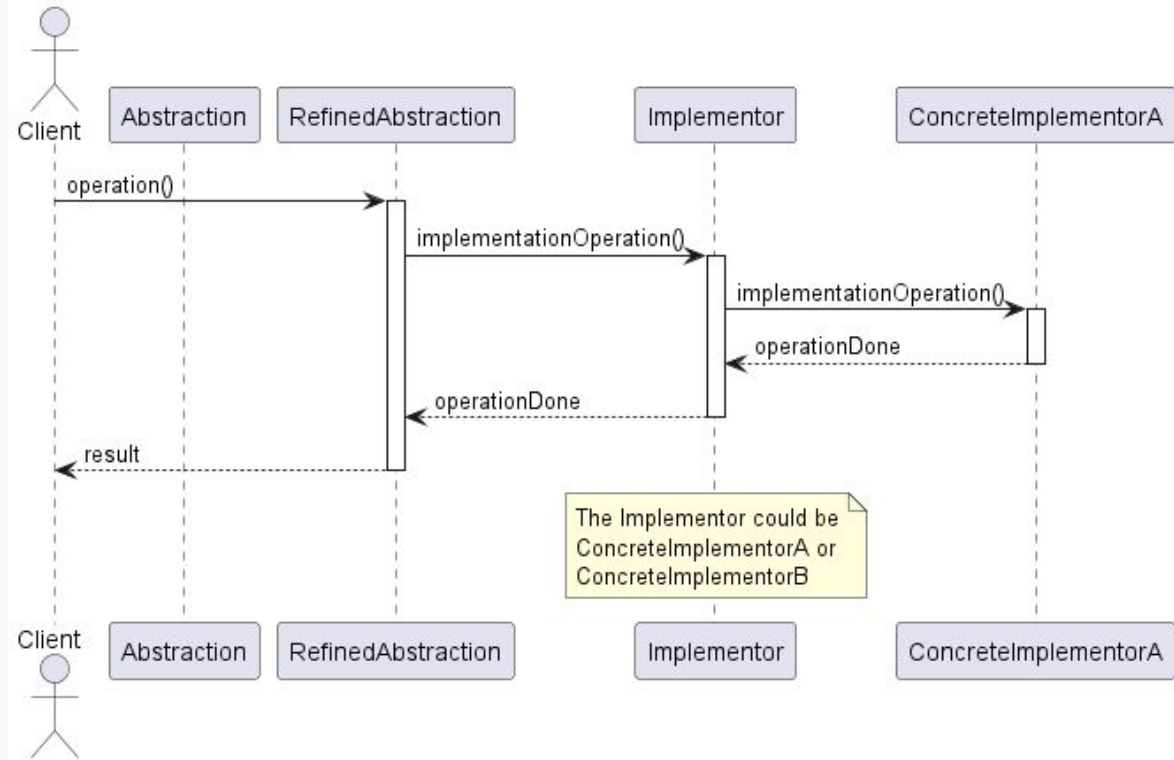 Client
Abstraction
RefinedAbstraction
Implementor
ConcreteImplementorA
operation()
implementationOperation()
implementationOperation()
operationDone
operationDone
result
The Implementor could be
ConcreteImplementorA or
ConcreteImplementorB
Client
Abstraction
RefinedAbstraction
Implementor
ConcreteImplementorA